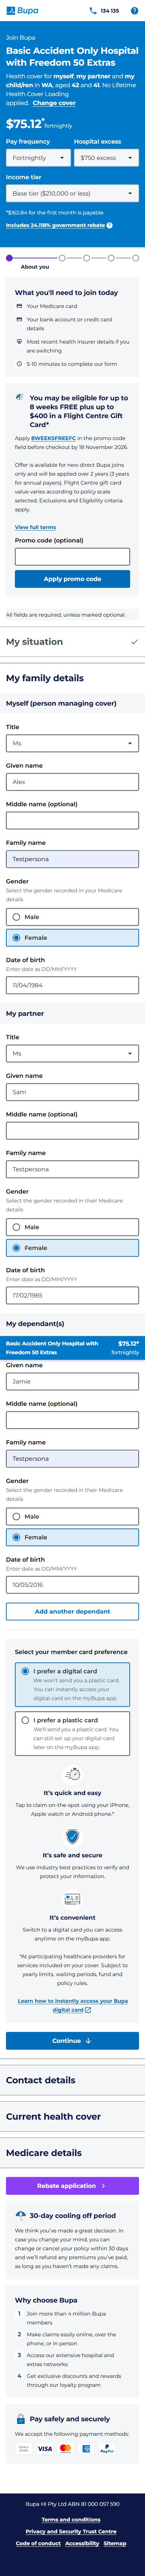 Bupa
134 135
Join Bupa
Basic Accident Only Hospital
with Freedom 50 Extras
Health cover for myself, my partner and my
child/ren in WA, aged 42 and 41. No Lifetime
Health Cover Loading
applied. Change cover
$75.12* fortnightly
Pay frequency
Hospital excess
Fortnightly
$750 excess
Income tier
Base tier ($210,000 or less)
*$162.84 for the first month is payable.
Includes 24.118% government rebate
About you
What you'll need to join today
Your Medicare card
Your bank account or credit card
details
Most recent health insurer details if you
are switching
5-10 minutes to complete our form
You may be eligible for up to
8 weeks FREE plus up to
$400 in a Flight Centre Gift
Card*
Apply 8WEEKSFREEFC in the promo code
field before checkout by 18 November 2026.
Offer is available for new direct Bupa joins
only and will be applied over 2 years (3 years
for annual payers). Flight Centre gift card
value varies according to policy scale
selected. Exclusions and Eligibility criteria
apply.
View full terms
Promo code (optional)
Apply promo code
All fields are required, unless marked optional.
My situation
My family details
Myself (person managing cover)
Title
Ms
Given name
Alex
Middle name (optional)
Family name
Testpersona
Gender
Select the gender recorded in your Medicare
details
Male
Female
Date of birth
Enter date as DD/MM/YYYY
11/04/1984
My partner
Title
Ms
Given name
Sam
Middle name (optional)
Family name
Testpersona
Gender
Select the gender recorded in their Medicare
details
Male
Female
Date of birth
Enter date as DD/MM/YYYY
17/02/1985
My dependant(s)
Basic Accident Only Hospital with
Freedom 50 Extras
$75.12*
fortnightly
Given name
Jamie
Middle name (optional)
Family name
Testpersona
Gender
Select the gender recorded in their Medicare
details
Male
Female
Date of birth
Enter date as DD/MM/YYYY
10/05/2016
Add another dependant
Select your member card preference
I prefer a digital card
We won't send you a plastic card.
You can instantly access your
digital card on the myBupa app.
I prefer a plastic card
We'll send you a plastic card. You
can still set up your digital card
later on the myBupa app.
It's quick and easy
Tap to claim on-the-spot using your iPhone,
Apple watch or Android phone.*
It's safe and secure
We use industry best practices to verify and
protect your information.
It's convenient
Switch to a digital card you can access
anytime on the myBupa app.
*At participating healthcare providers for
services included on your cover. Subject to
yearly limits, waiting periods, fund and
policy rules.
Learn how to instantly access your Bupa
digital card
Continue
Contact details
Current health cover
Medicare details
Rebate application
30-day cooling off period
We think you've made a great decision. In
case you change your mind, you can
change or cancel your policy within 30 days
and we'll refund any premiums you've paid,
as long as you haven't made any claims.
Why choose Bupa
1 Join more than 4 million Bupa
members
2 Make claims easily online, over the
phone, or in person
3 Access our extensive hospital and
extras networks
4 Get exclusive discounts and rewards
through our loyalty program
Pay safely and securely
We accept the following payment methods:
VISA
PayPal
Bupa HI Pty Ltd ABN 81 000 057 590
Terms and conditions
Privacy and Security Trust Centre
Code of conduct Accessibility Sitemap